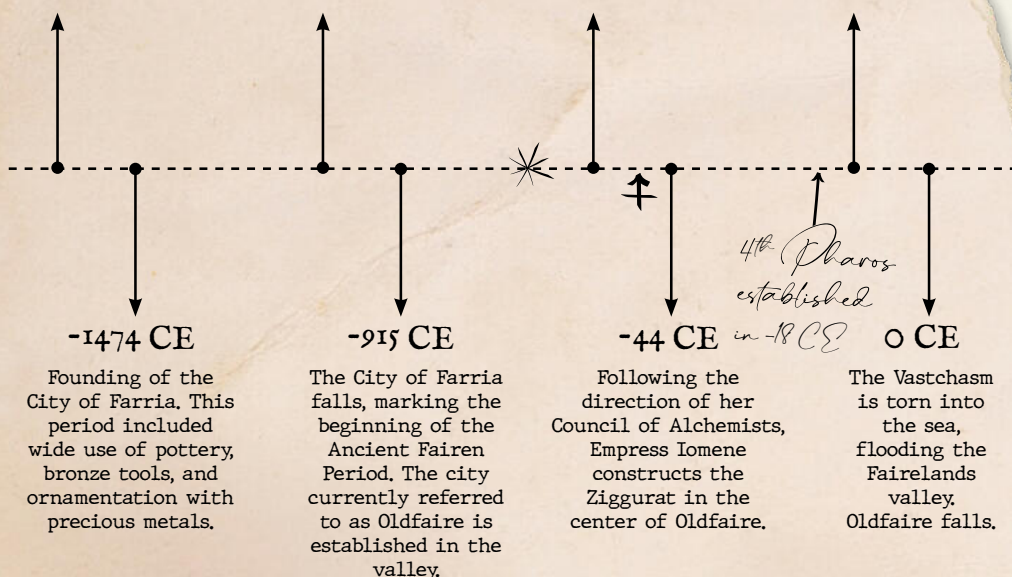 -1474 CE
Founding of the
City of Farria. This
period included
wide use of pottery,
bronze tools, and
ornamentation with
precious metals.
-915 CE
The City of Farria
falls, marking the
beginning of the
Ancient Fairen
Period. The city
currently referred
to as Oldfaire is
established in the
valley.
-44 CE
Following the
direction of her
Council of Alchemists,
Empress Iomene
constructs the
Ziggurat in the
center of Oldfaire.
4th Pharos
established
in -18 CE
0 CE
The Vastchasm
is torn into
the sea,
flooding the
Fairelands
valley.
Oldfaire falls.